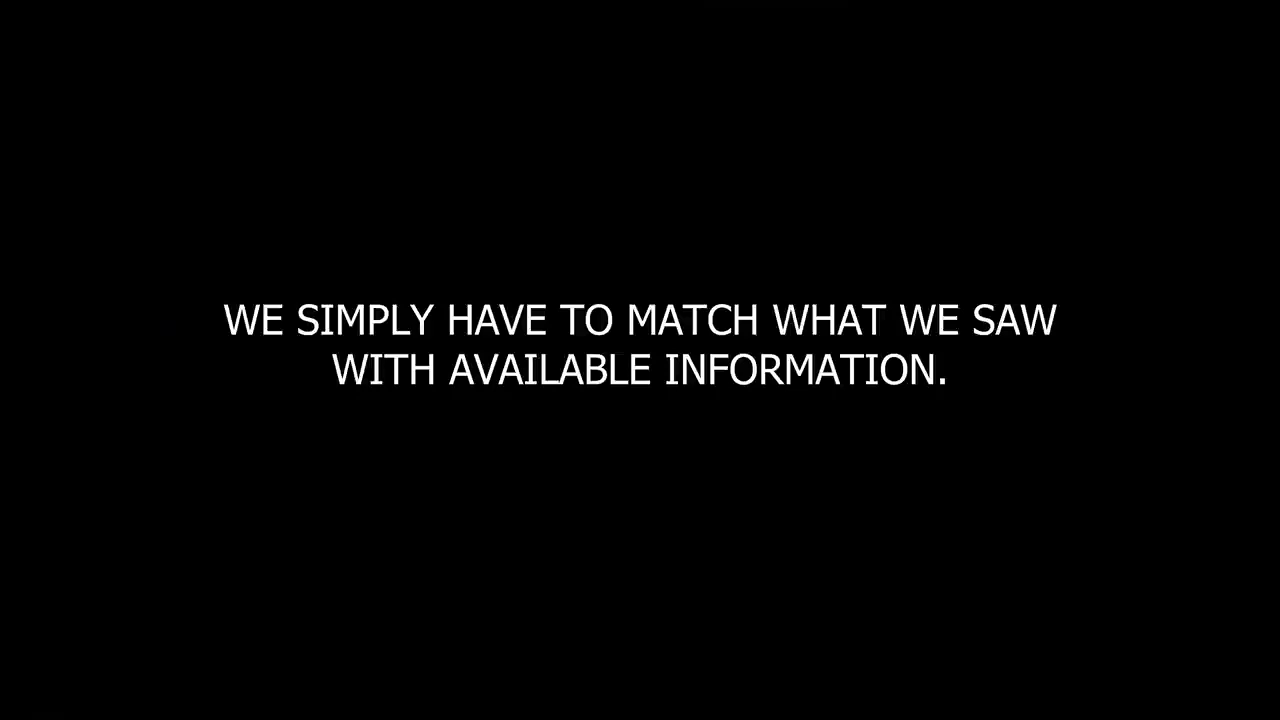 WE SIMPLY HAVE TO MATCH WHAT WE SAW
WITH AVAILABLE INFORMATION.